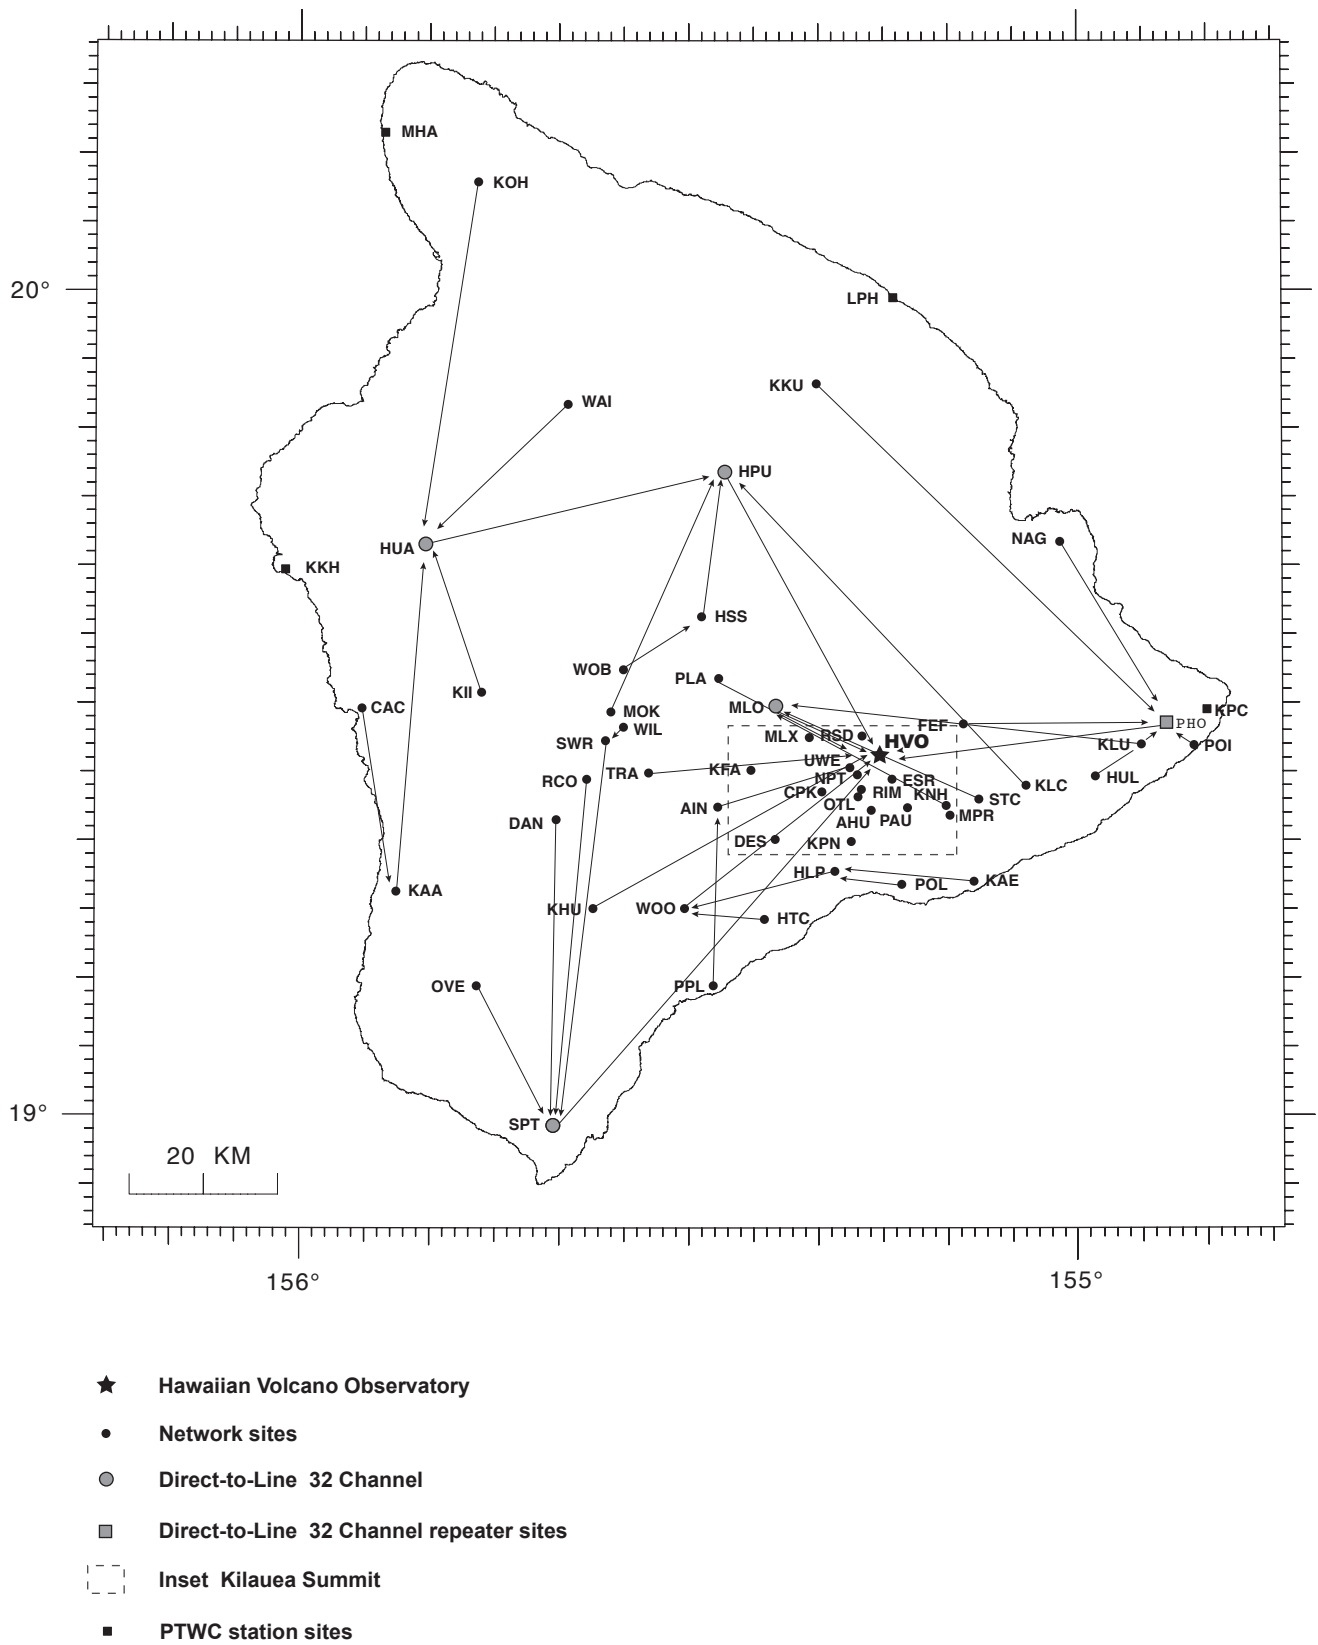 MHA
KOH
20°
LPH
KKU
WAI
HPU
NAG
HUA
KKH
HSS
WOB
PLA
KII
CAC
MLO
KPC
MOK
FEF
PHO
WIL
MLX
RSD
HVO
SWR
KLU
POI
UWE
TRA
KFA
NPT
ESR
HUL
RCO
KLC
CPK
RIM
KNH
STC
AIN
OTL
DAN
AHU
PAU
MPR
DES
KPN
HLP
KAE
POL
KAA
KHU
WOO
HTC
OVE
PPL
19°
SPT
20 KM
156°
155°
Hawaiian Volcano Observatory
Network sites
Direct-to-Line 32 Channel
Direct-to-Line 32 Channel repeater sites
Inset Kilauea Summit
PTWC station sites